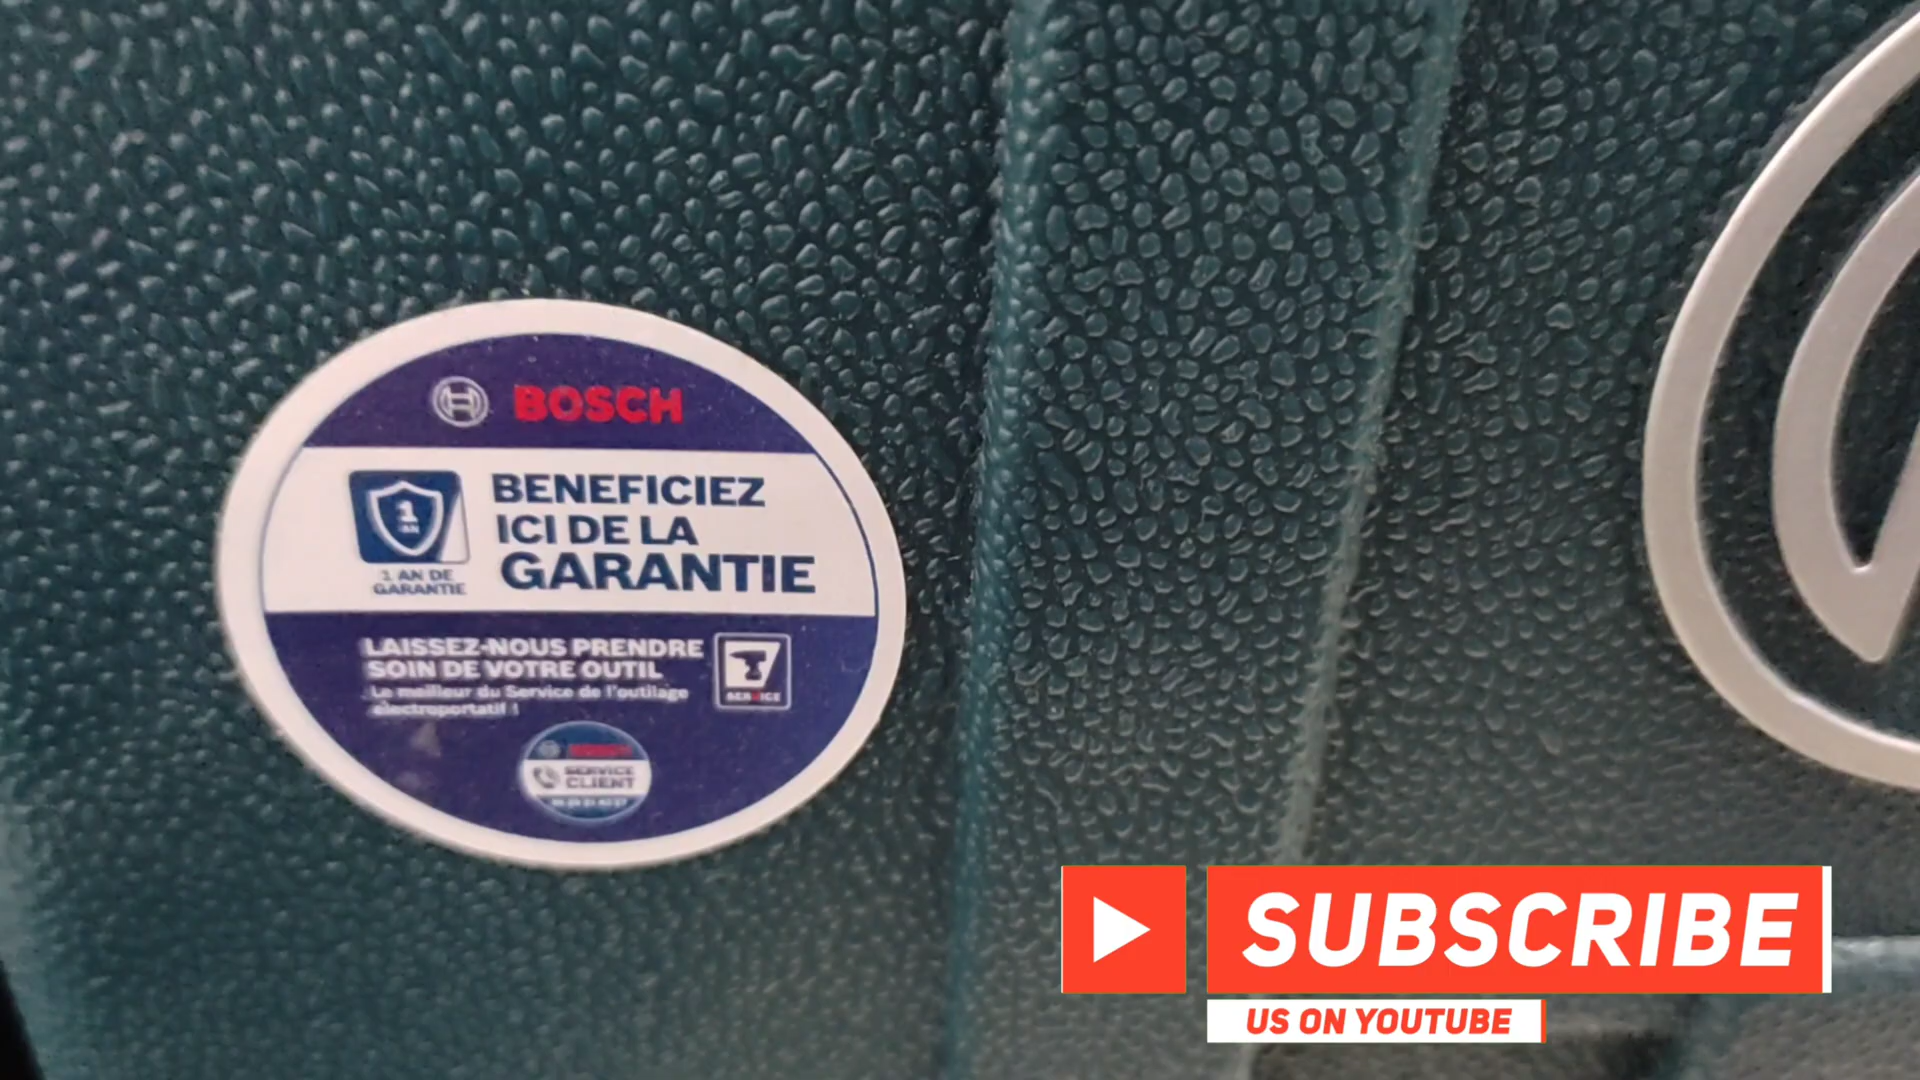 BOSCH
BENEFICIEZ
ICI DE LA
GARANTIE
1
AN
1 AN DE
GARANTIE
LAISSEZ-NOUS PRENDRE
SOIN DE VOTRE OUTIL
Le meilleur du Service de l'outilage
électroportatif !
SERVICE
BOSCH
SERVICE
CLIENT
SUBSCRIBE
US ON YOUTUBE